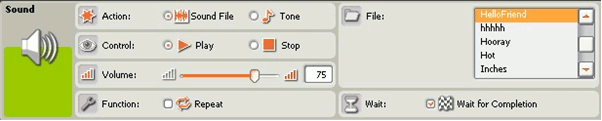 Sound
Action: Sound File Tone
Control: Play Stop
Volume: 75
Function: Repeat
File:
HelloFriend
hhhhh
Hooray
Hot
Inches
Wait: Wait for Completion